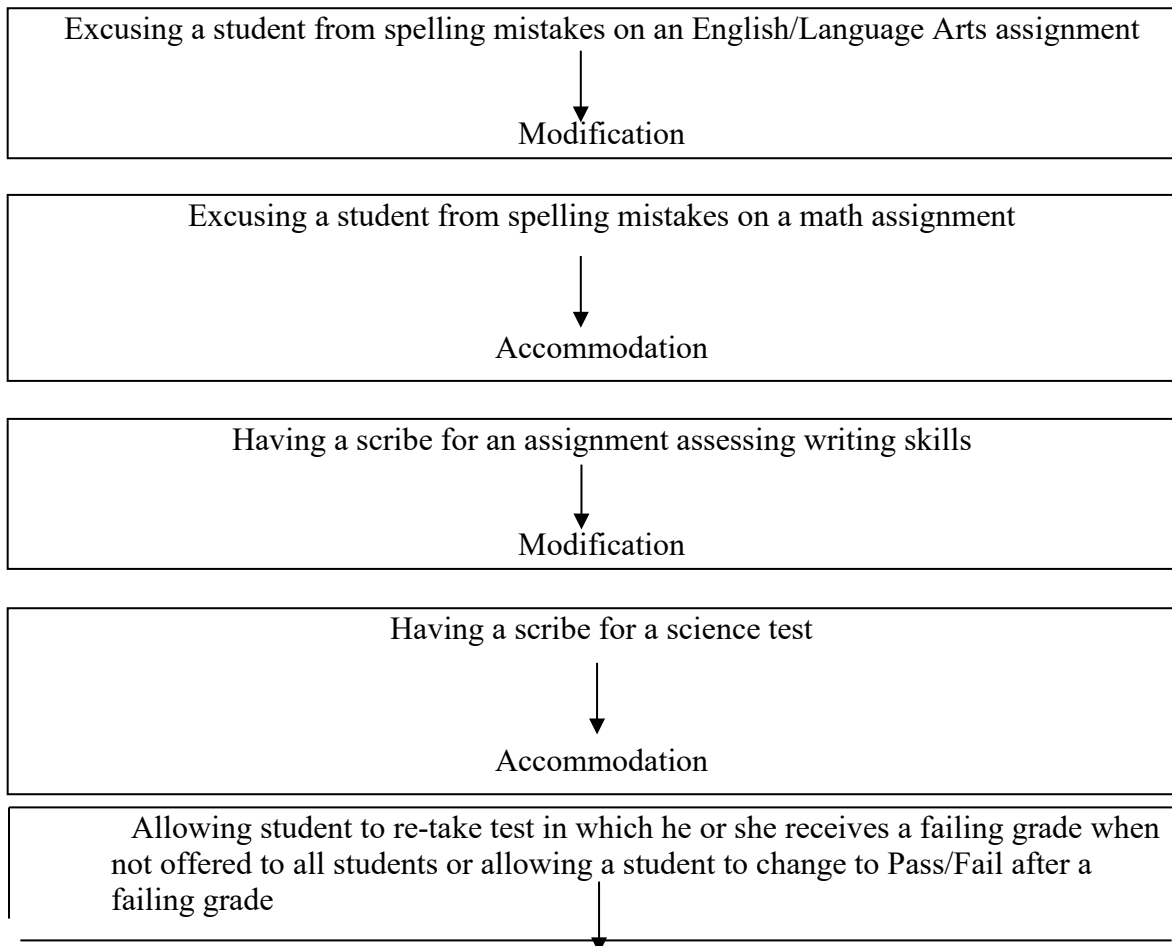 Excusing a student from spelling mistakes on an English/Language Arts assignment
Modification
Excusing a student from spelling mistakes on a math assignment
Accommodation
Having a scribe for an assignment assessing writing skills
Modification
Having a scribe for a science test
Accommodation
Allowing student to re-take test in which he or she receives a failing grade when
not offered to all students or allowing a student to change to Pass/Fail after a
failing grade